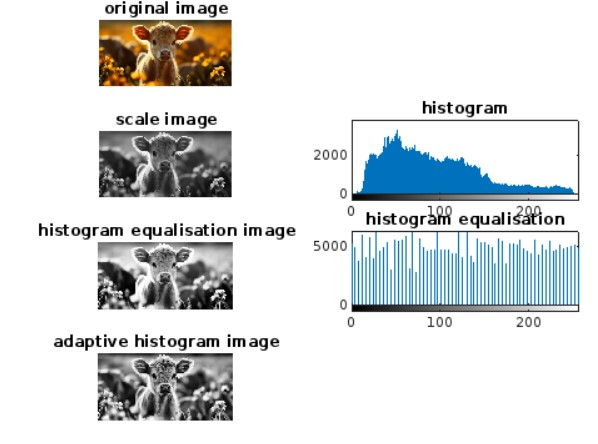 original image
scale image
histogram
2000
0
0
100
200
histogram equalisation image
histogram equalisation
5000
0
0
100
200
adaptive histogram image